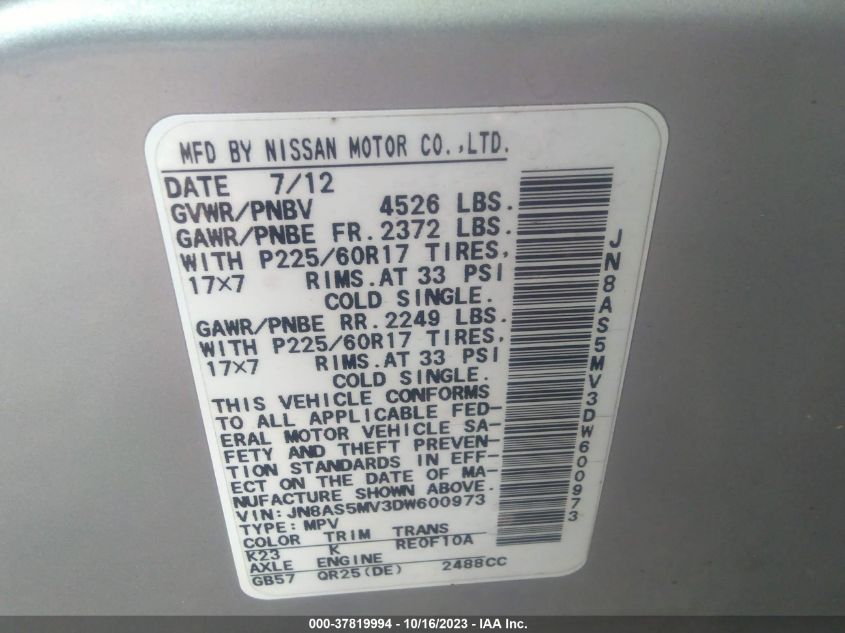 MFD BY NISSAN MOTOR CO.,LTD.
DATE 7/12
GVWR/PNBV 4526 LBS.
GAWR/PNBE FR.2372 LBS.
WITH P225/60R17 TIRES,
17×7 RIMS.AT 33 PSI
COLD SINGLE.
GAWR/PNBE RR.2249 LBS.
WITH P225/60R17 TIRES,
17×7 RIMS.AT 33 PSI
COLD SINGLE.
THIS VEHICLE CONFORMS
TO ALL APPLICABLE FED-
ERAL MOTOR VEHICLE SA-
FETY AND THEFT PREVEN-
TION STANDARDS IN EFF-
ECT ON THE DATE OF MA-
NUFACTURE SHOWN ABOVE.
VIN:JN8AS5MV3DW600973
TYPE:MPV
COLOR TRIM TRANS
K23 K RE0F10A
AXLE ENGINE
GB57 QR25(DE) 2488CC
JN8AS5MV3DW600973
000-37819994 - 10/16/2023 - IAA Inc.